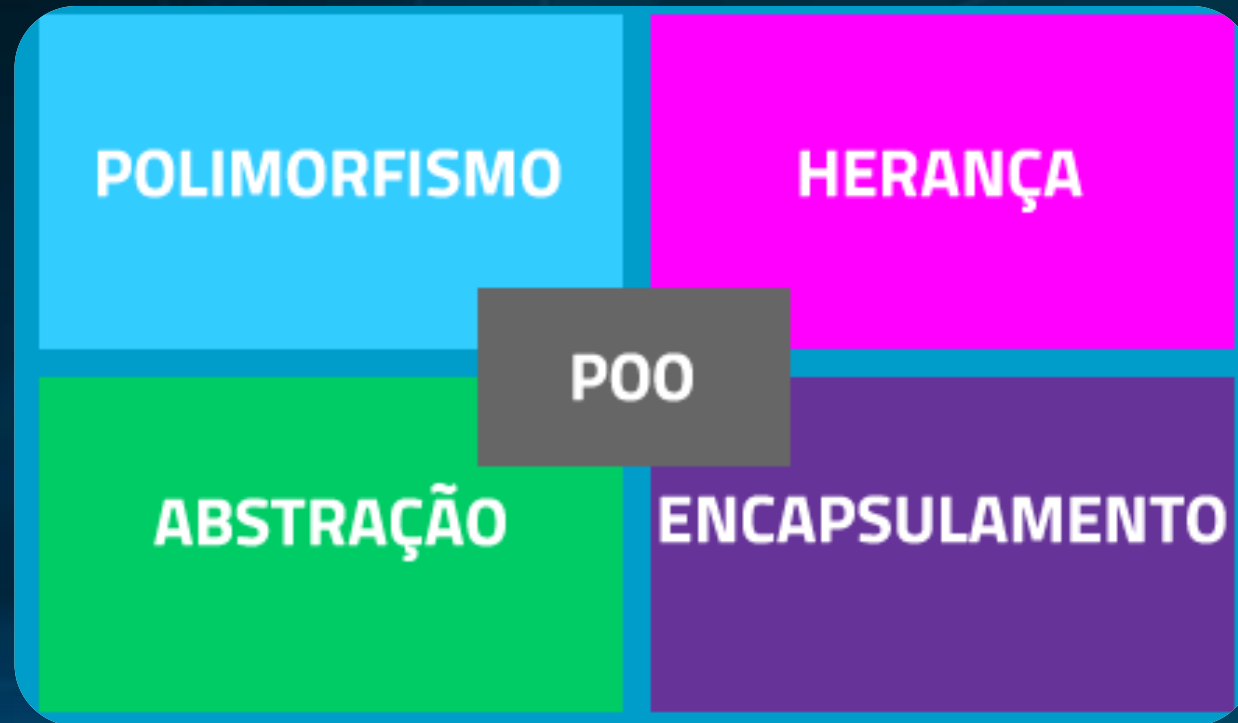 POLIMORFISMO
HERANÇA
POO
ABSTRAÇÃO
ENCAPSULAMENTO